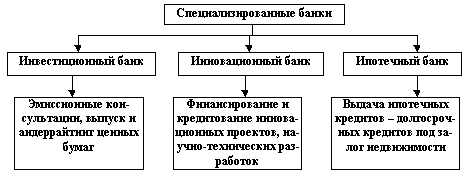 Специализированные банки
Инвестиционный банк
Инновационный банк
Ипотечный банк
Эмиссионные кон-
сультации, выпуск и
андеррайтинг ценных
бумаг
Финансирование и
кредитование иннова-
ционных проектов, на-
учно-технических раз-
работок
Выдача ипотечных
кредитов – долгосроч-
ных кредитов под за-
лог недвижимости